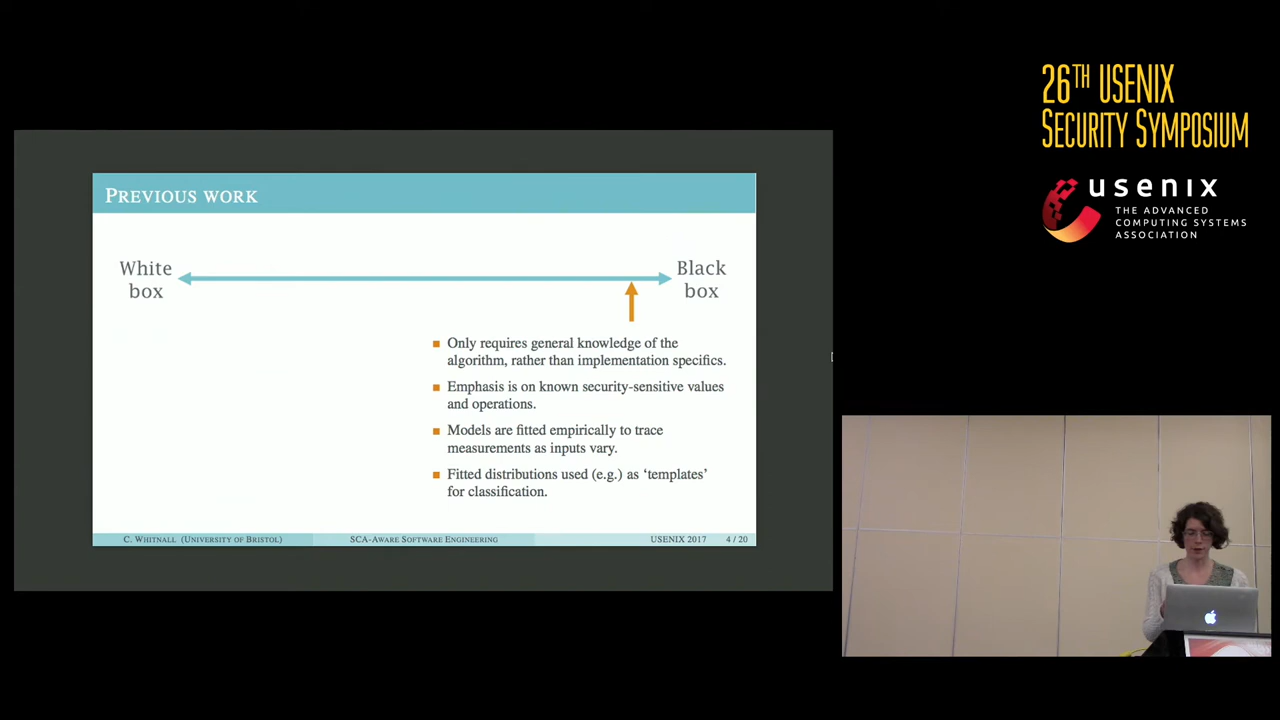 26TH USENIX
SECURITY SYMPOSIUM
usenix
THE ADVANCED
COMPUTING SYSTEMS
ASSOCIATION
PREVIOUS WORK
White
box
Black
box
Only requires general knowledge of the
algorithm, rather than implementation specifics.
Emphasis is on known security-sensitive values
and operations.
Models are fitted empirically to trace
measurements as inputs vary.
Fitted distributions used (e.g.) as ‘templates’
for classification.
C. WHITNALL (UNIVERSITY OF BRISTOL)
SCA-AWARE SOFTWARE ENGINEERING
USENIX 2017
4 / 20